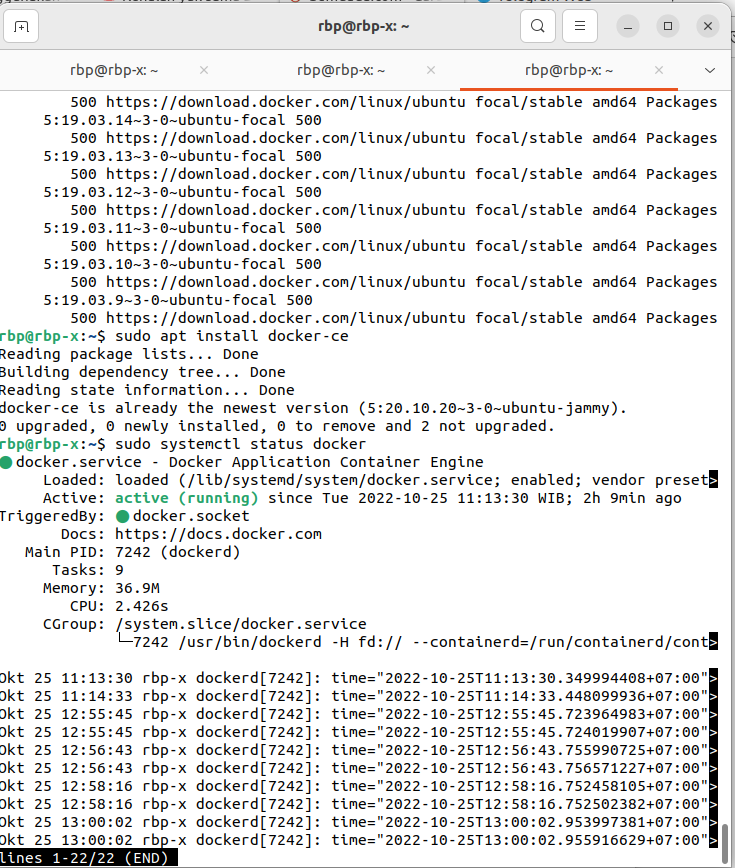 rbp@rbp-x: ~
rbp@rbp-x: ~
rbp@rbp-x: ~
rbp@rbp-x: ~
500 https://download.docker.com/linux/ubuntu focal/stable amd64 Packages
5:19.03.14~3-0~ubuntu-focal 500
500 https://download.docker.com/linux/ubuntu focal/stable amd64 Packages
5:19.03.13~3-0~ubuntu-focal 500
500 https://download.docker.com/linux/ubuntu focal/stable amd64 Packages
5:19.03.12~3-0~ubuntu-focal 500
500 https://download.docker.com/linux/ubuntu focal/stable amd64 Packages
5:19.03.11~3-0~ubuntu-focal 500
500 https://download.docker.com/linux/ubuntu focal/stable amd64 Packages
5:19.03.10~3-0~ubuntu-focal 500
500 https://download.docker.com/linux/ubuntu focal/stable amd64 Packages
5:19.03.9~3-0~ubuntu-focal 500
500 https://download.docker.com/linux/ubuntu focal/stable amd64 Packages
rbp@rbp-x:~$ sudo apt install docker-ce
Reading package lists... Done
Building dependency tree... Done
Reading state information... Done
docker-ce is already the newest version (5:20.10.20~3-0~ubuntu-jammy).
0 upgraded, 0 newly installed, 0 to remove and 2 not upgraded.
rbp@rbp-x:~$ sudo systemctl status docker
● docker.service - Docker Application Container Engine
Loaded: loaded (/lib/systemd/system/docker.service; enabled; vendor preset>
Active: active (running) since Tue 2022-10-25 11:13:30 WIB; 2h 9min ago
TriggeredBy: ● docker.socket
Docs: https://docs.docker.com
Main PID: 7242 (dockerd)
Tasks: 9
Memory: 36.9M
CPU: 2.426s
CGroup: /system.slice/docker.service
└─7242 /usr/bin/dockerd -H fd:// --containerd=/run/containerd/cont>
Okt 25 11:13:30 rbp-x dockerd[7242]: time="2022-10-25T11:13:30.349994408+07:00">
Okt 25 11:14:33 rbp-x dockerd[7242]: time="2022-10-25T11:14:33.448099936+07:00">
Okt 25 12:55:45 rbp-x dockerd[7242]: time="2022-10-25T12:55:45.723964983+07:00">
Okt 25 12:55:45 rbp-x dockerd[7242]: time="2022-10-25T12:55:45.724019907+07:00">
Okt 25 12:56:43 rbp-x dockerd[7242]: time="2022-10-25T12:56:43.755990725+07:00">
Okt 25 12:56:43 rbp-x dockerd[7242]: time="2022-10-25T12:56:43.756571227+07:00">
Okt 25 12:58:16 rbp-x dockerd[7242]: time="2022-10-25T12:58:16.752458105+07:00">
Okt 25 12:58:16 rbp-x dockerd[7242]: time="2022-10-25T12:58:16.752502382+07:00">
Okt 25 13:00:02 rbp-x dockerd[7242]: time="2022-10-25T13:00:02.953997381+07:00">
Okt 25 13:00:02 rbp-x dockerd[7242]: time="2022-10-25T13:00:02.955916629+07:00">
lines 1-22/22 (END)